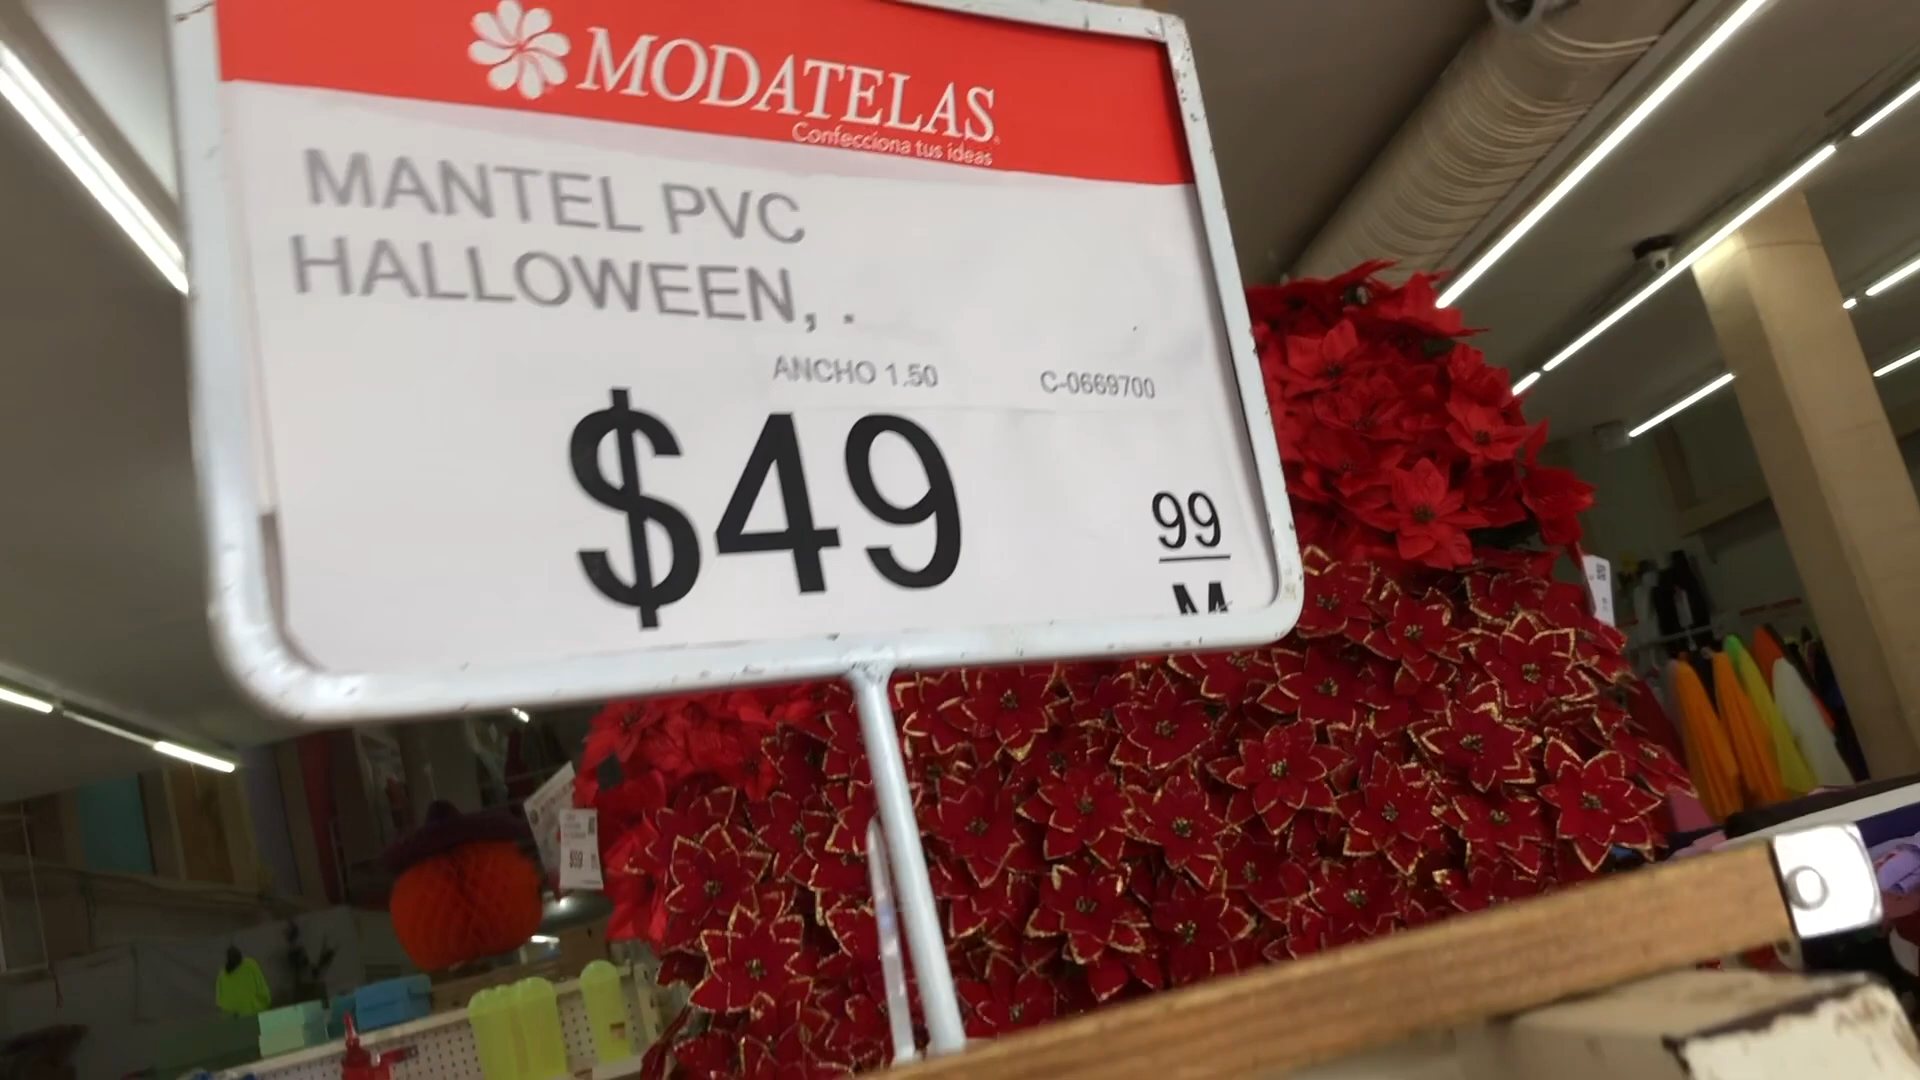 MODATELAS
Confecciona tus ideas
MANTEL PVC
HALLOWEEN, .
ANCHO 1.50 C-0669700
$49 99
M